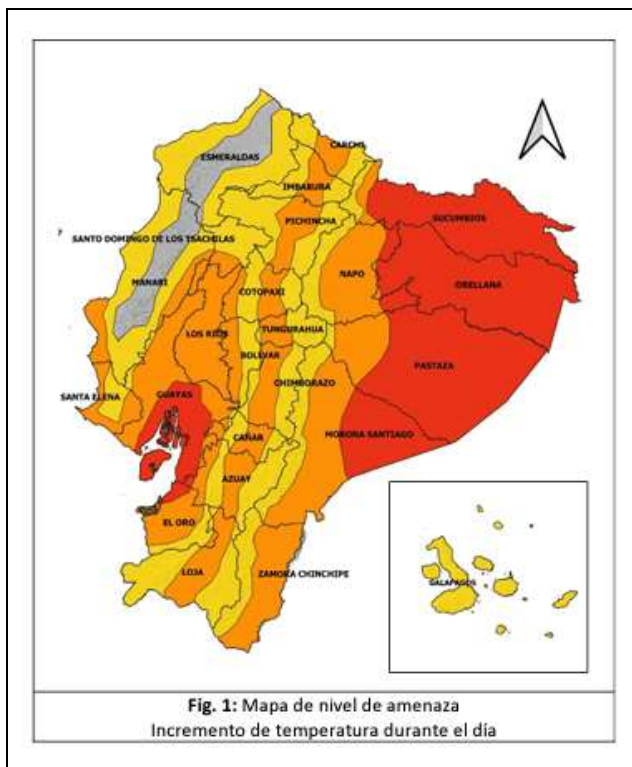 CARCHI
ESMERALDAS
IMBABURA
SUCUMBIOS
PICHINCHA
SANTO DOMINGO DE LOS TSACHILAS
NAPO
MANABI
COTOPAXI
ORELLANA
LOS RIOS
TUNGURAHUA
BOLIVAR
PASTAZA
CHIMBORAZO
SANTA ELENA
GUAYAS
MORONA SANTIAGO
CAÑAR
AZUAY
EL ORO
LOJA
ZAMORA CHINCHIPE
GALAPAGOS
Fig. 1: Mapa de nivel de amenaza
Incremento de temperatura durante el día